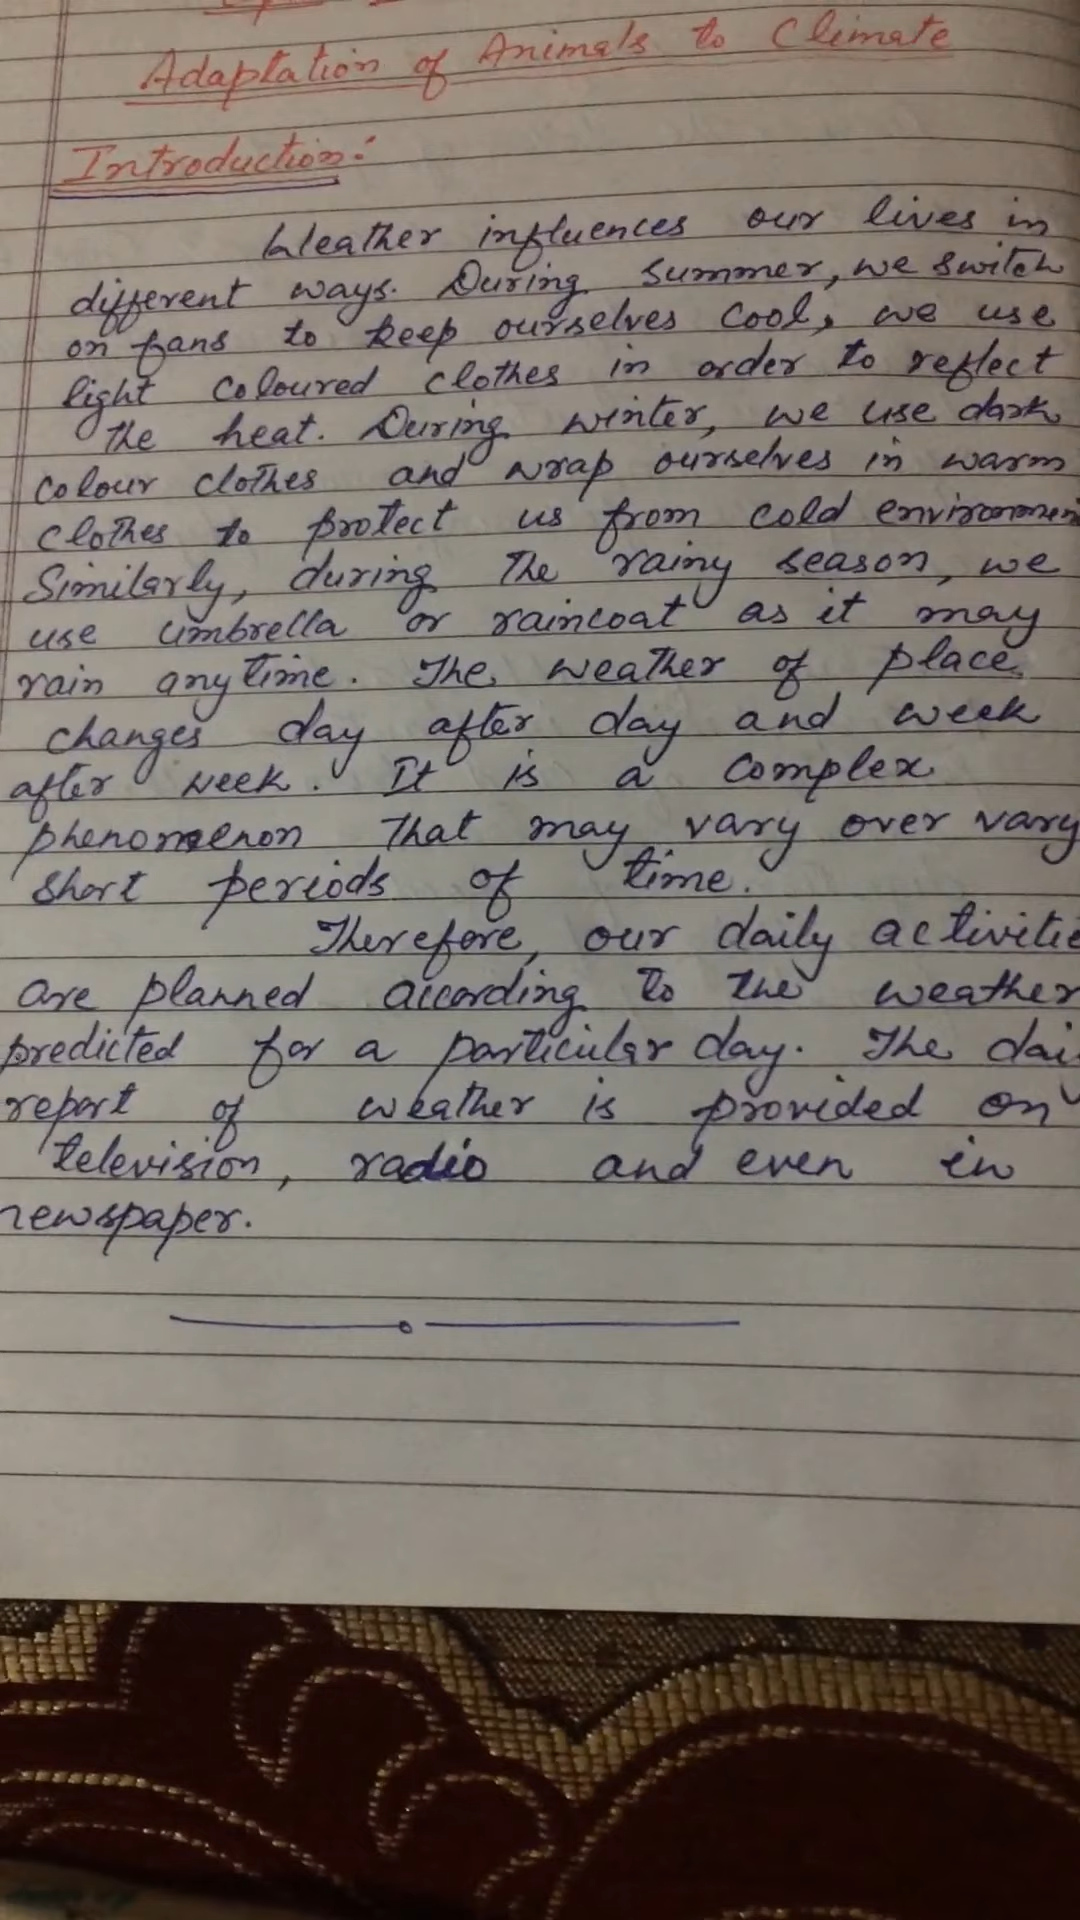 Adaptation of Animals to Climate
Introduction:
Weather influences our lives in
different ways. During summer, we switch
on fans to keep ourselves cool, we use
light coloured clothes in order to reflect
the heat. During winter, we use dark
colour clothes and wrap ourselves in warm
clothes to protect us from cold environmen
Similarly, during the rainy season, we
use umbrella or raincoat as it may
rain anytime. The weather of place
changes day after day and week
after week. It is a complex
phenomenon that may vary over vary
short periods of time.
Therefore, our daily activitie
are planned according to the weather
predicted for a particular day. The dai
report of weather is provided on
television, radio and even in
newspaper.